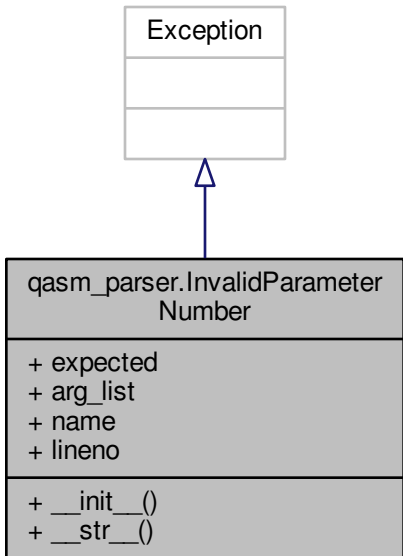 Exception
qasm_parser.InvalidParameter
Number
+ expected
+ arg_list
+ name
+ lineno
+ __init__()
+ __str__()